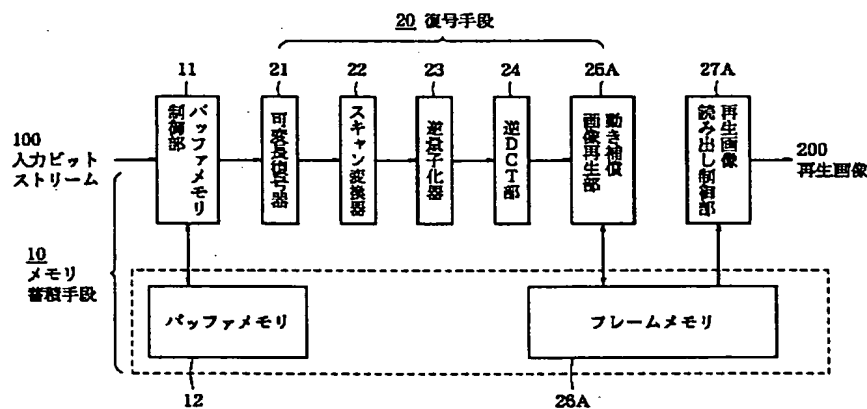 20 復号手段
11
21
22
23
24
25A
27A
100
入力ビット
ストリーム
バッファメモリ
制御部
可変長復号器
スキャン変換器
逆量子化器
逆DCT部
動き補償
画像再生部
再生画像
読み出し制御部
200
再生画像
10
メモリ
蓄積手段
バッファメモリ
フレームメモリ
12
26A